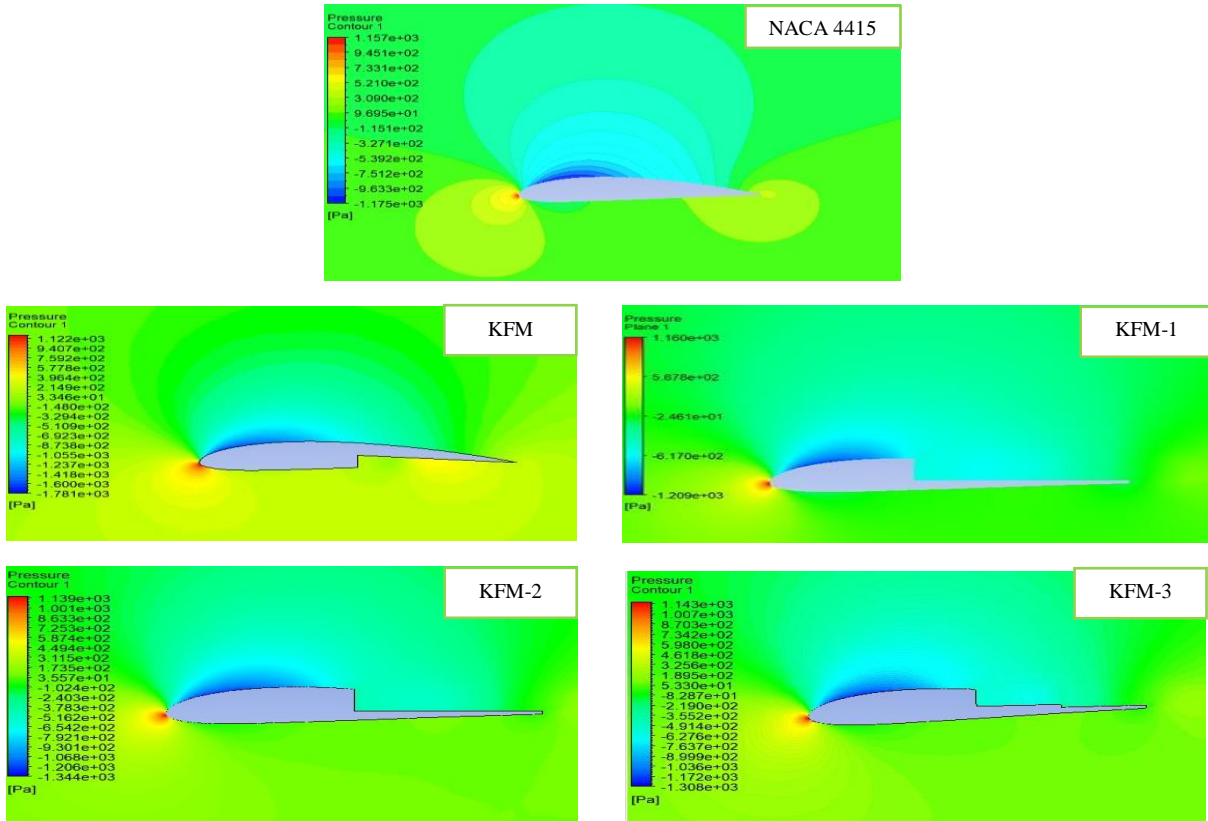 Pressure
Contour 1
1.157e+03
9.451e+02
7.331e+02
5.210e+02
3.090e+02
9.695e+01
-1.151e+02
-3.271e+02
-5.392e+02
-7.512e+02
-9.633e+02
-1.175e+03
[Pa]
NACA 4415
Pressure
Contour 1
1.122e+03
9.407e+02
7.592e+02
5.778e+02
3.964e+02
2.149e+02
3.346e+01
-1.480e+02
-3.294e+02
-5.109e+02
-6.923e+02
-8.738e+02
-1.055e+03
-1.237e+03
-1.418e+03
-1.600e+03
-1.781e+03
[Pa]
KFM
Pressure
Plane 1
1.160e+03
5.678e+02
-2.461e+01
-6.170e+02
-1.209e+03
[Pa]
KFM-1
Pressure
Contour 1
1.139e+03
1.001e+03
8.633e+02
7.253e+02
5.874e+02
4.494e+02
3.115e+02
1.735e+02
3.557e+01
-1.024e+02
-2.403e+02
-3.783e+02
-5.162e+02
-6.542e+02
-7.921e+02
-9.301e+02
-1.068e+03
-1.206e+03
-1.344e+03
[Pa]
KFM-2
Pressure
Contour 1
1.143e+03
1.007e+03
8.703e+02
7.342e+02
5.980e+02
4.618e+02
3.256e+02
1.895e+02
5.330e+01
-8.287e+01
-2.190e+02
-3.552e+02
-4.914e+02
-6.276e+02
-7.637e+02
-8.999e+02
-1.036e+03
-1.172e+03
-1.308e+03
[Pa]
KFM-3